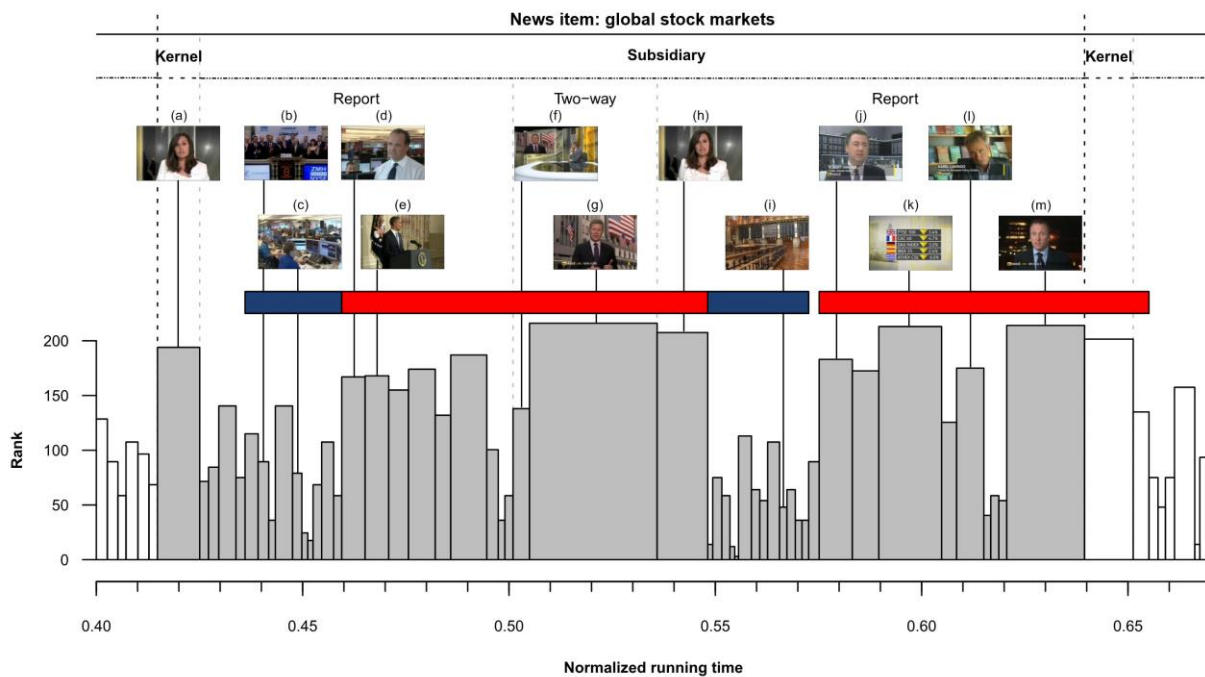 News item: global stock markets
Kernel
Subsidiary
Kernel
Report
Two−way
Report
(a)
(b)
(d)
(f)
(h)
(j)
(l)
(c)
(e)
(g)
(i)
(k)
(m)
ZMH
Rank
200
150
100
50
0
0.40
0.45
0.50
0.55
0.60
0.65
Normalized running time